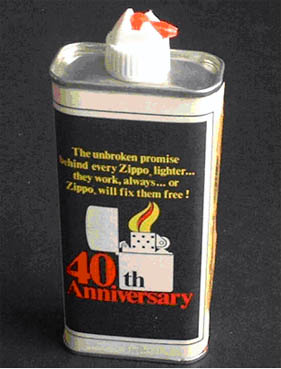 The unbroken promise
behind every Zippo lighter...
they work, always... or
Zippo, will fix them free!
40th
Anniversary